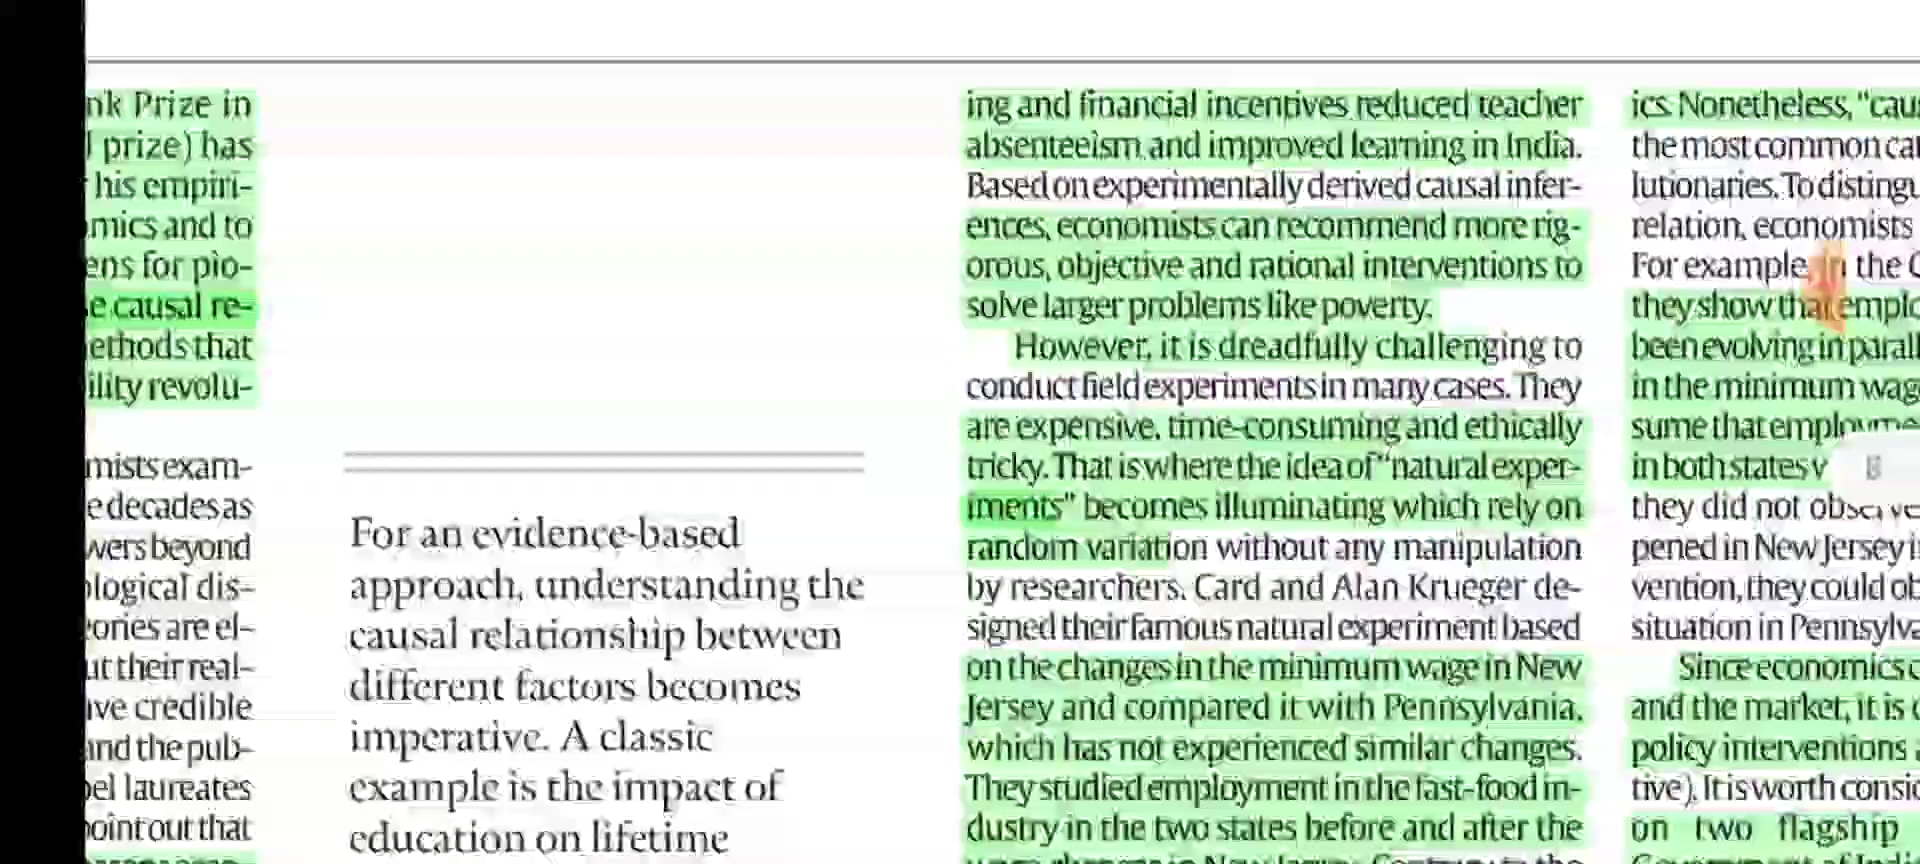 nk Prize in
prize) has
his empiri-
mics and to
ens for pio-
e causal re-
ethods that
ility revolu-
mists exam-
e decades as
wers beyond
ological dis-
eories are el-
ut their real-
ave credible
and the pub-
bel laureates
point out that
For an evidence-based
approach, understanding the
causal relationship between
different factors becomes
imperative. A classic
example is the impact of
education on lifetime
ing and financial incentives reduced teacher
absenteeism and improved learning in India.
Based on experimentally derived causal infer-
ences, economists can recommend more rig-
orous, objective and rational interventions to
solve larger problems like poverty.
However, it is dreadfully challenging to
conduct field experiments in many cases. They
are expensive, time-consuming and ethically
tricky. That is where the idea of "natural exper-
iments" becomes illuminating which rely on
random variation without any manipulation
by researchers. Card and Alan Krueger de-
signed their famous natural experiment based
on the changes in the minimum wage in New
Jersey and compared it with Pennsylvania,
which has not experienced similar changes.
They studied employment in the fast-food in-
dustry in the two states before and after the
ics. Nonetheless, "cau
the most common cat
lutionaries. To distingu
relation, economists
For example, in the C
they show that emplo
been evolving in parall
in the minimum wag
sume that employme
in both states
they did not observe
pened in New Jersey i
vention, they could ob
situation in Pennsylva
Since economics c
and the market, it is
policy interventions
tive). It is worth consid
on two flagship